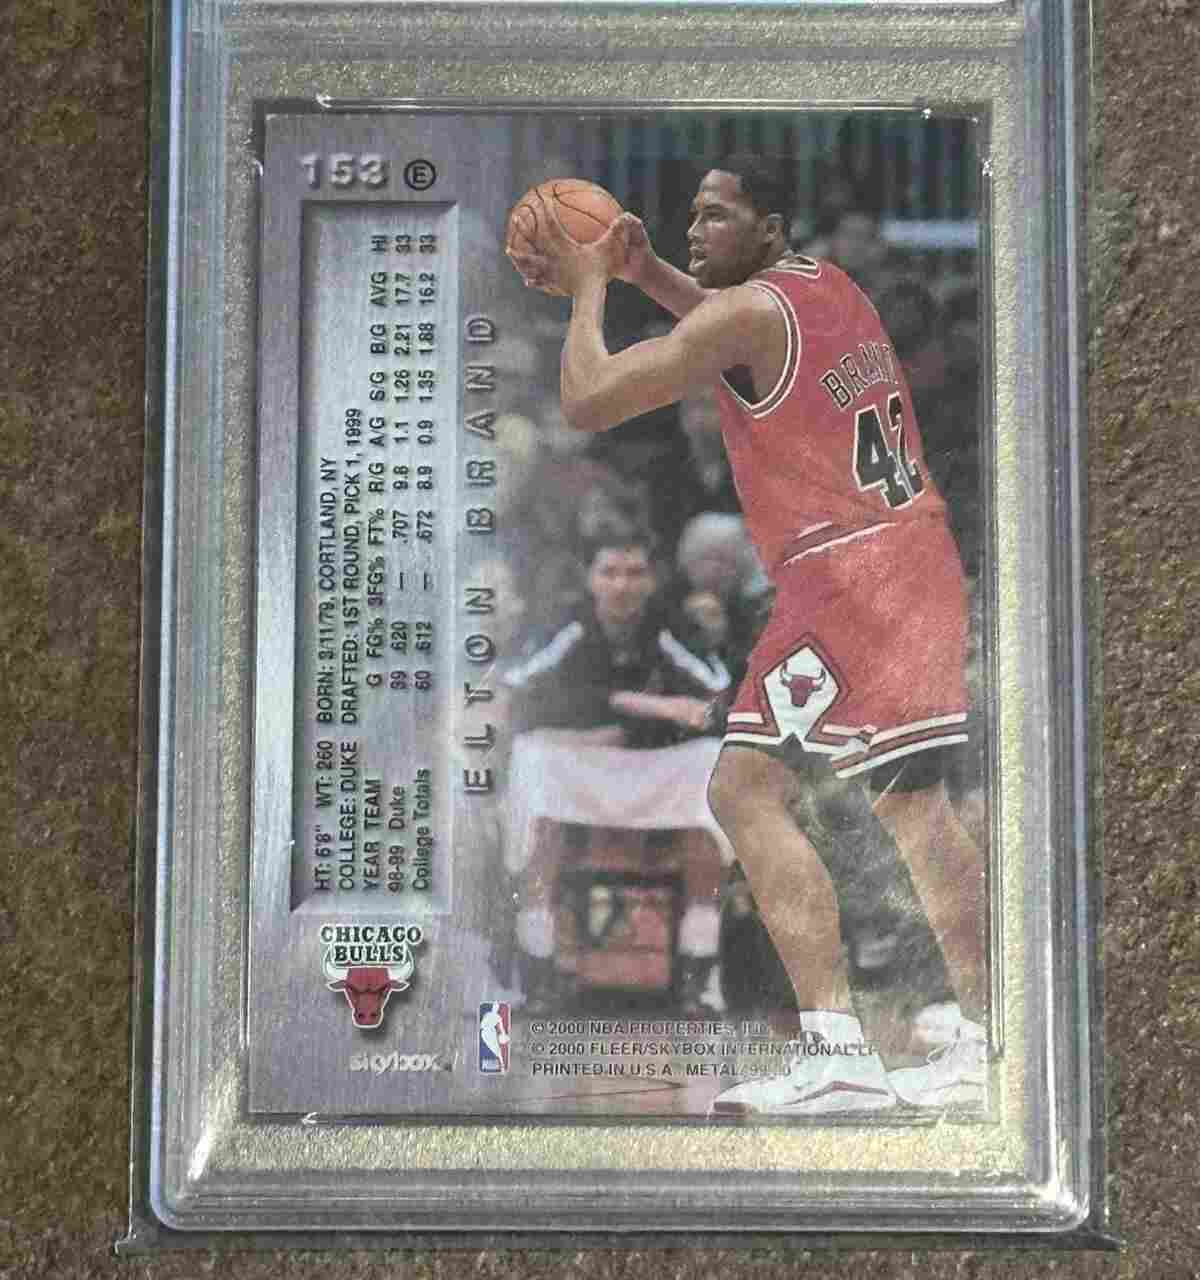 153 E
HT: 6'8" WT: 260 BORN: 3/11/79, CORTLAND, NY
COLLEGE: DUKE DRAFTED: 1ST ROUND, PICK 1, 1999
YEAR TEAM G FG% 3FG% FT% R/G A/G S/G B/G AVG HI
98-99 Duke 39 .620 — .707 9.8 1.1 1.26 2.21 17.7 33
College Totals 60 .612 — .672 8.9 0.9 1.35 1.88 16.2 33
ELTON BRAND
BRAND
42
CHICAGO
BULLS
skybox
NBA
© 2000 NBA PROPERTIES, INC.
© 2000 FLEER/SKYBOX INTERNATIONAL LP
PRINTED IN U.S.A. METAL '99-00